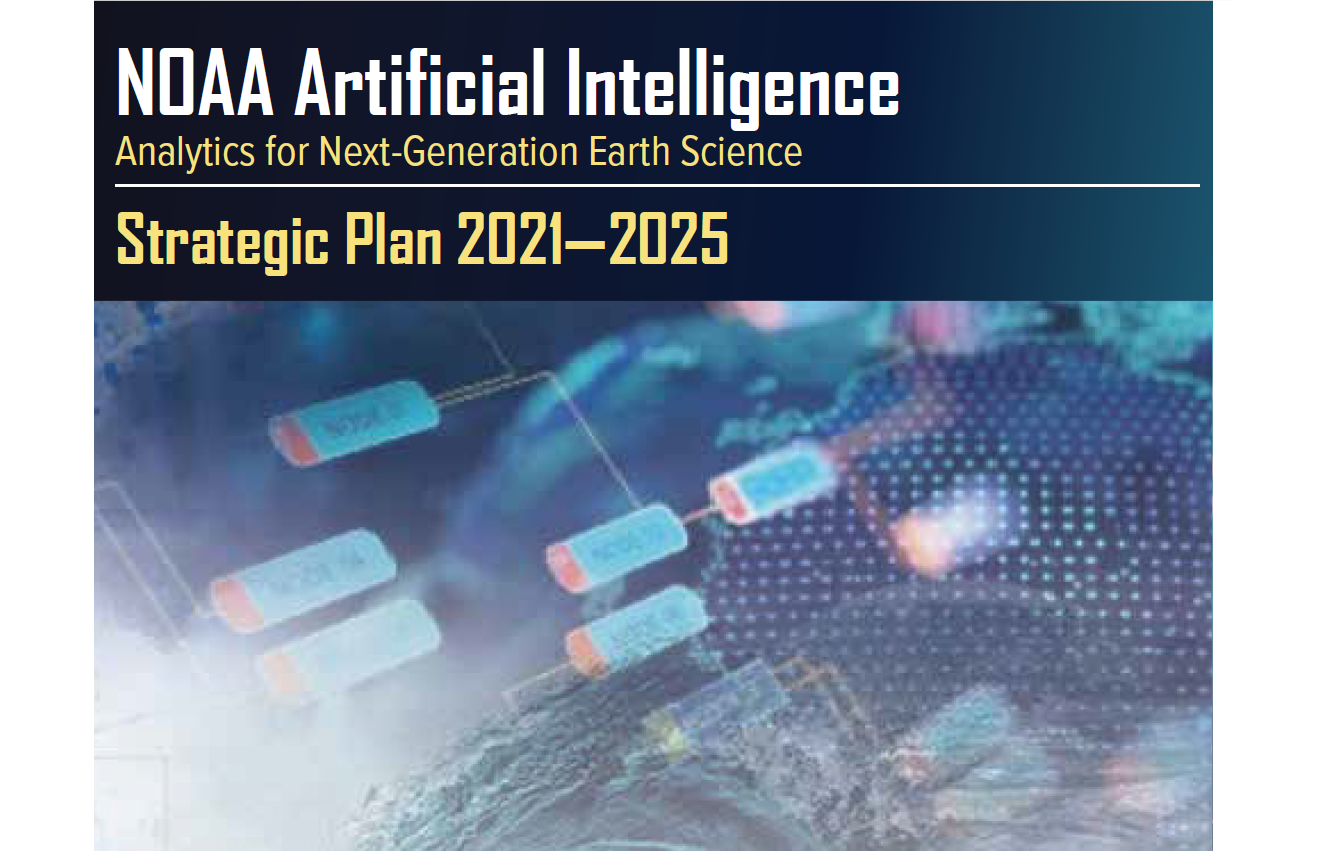 NOAA Artificial Intelligence
Analytics for Next-Generation Earth Science
Strategic Plan 2021—2025